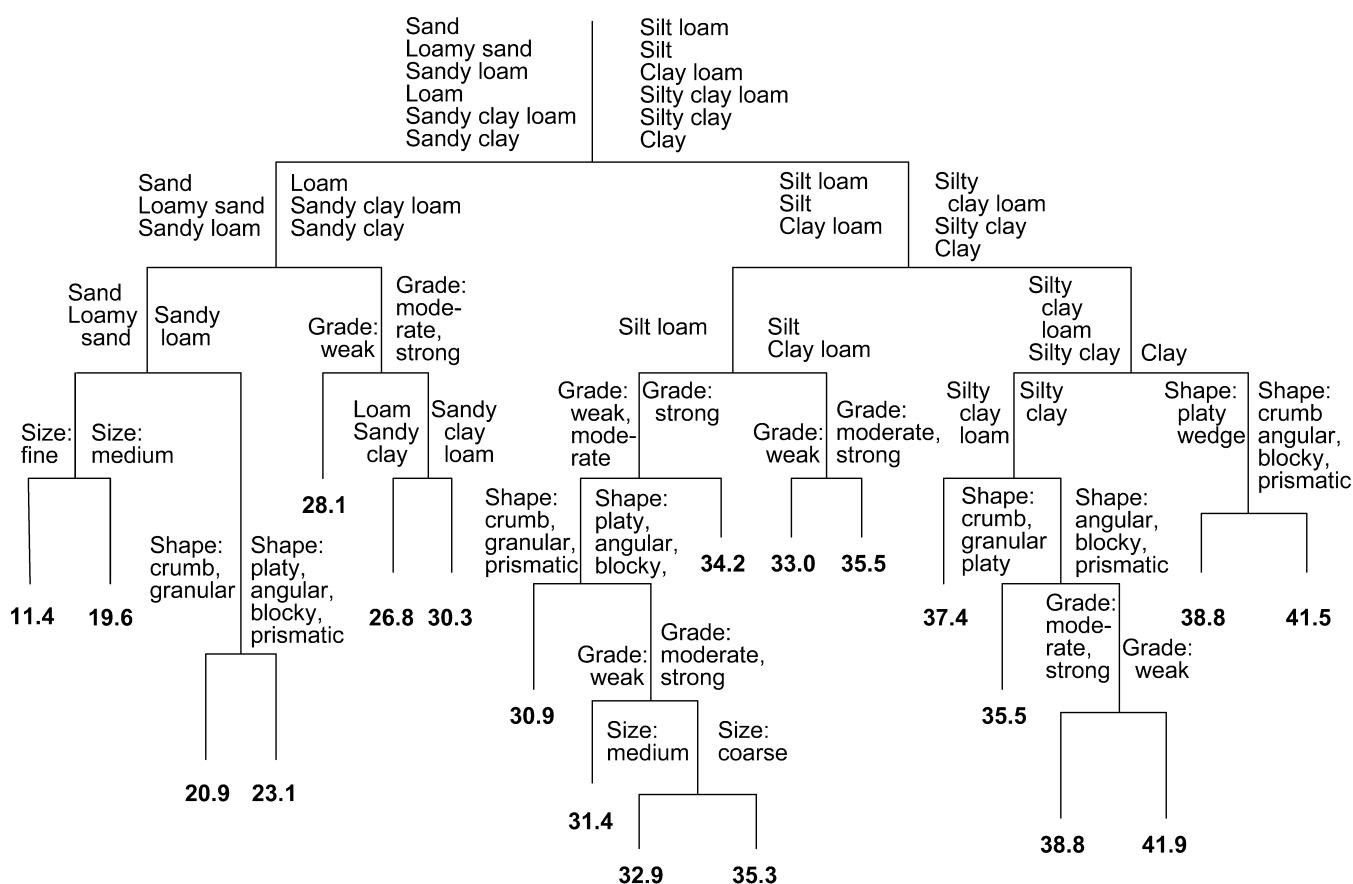 Sand
Loamy sand
Sandy loam
Loam
Sandy clay loam
Sandy clay
Silt loam
Silt
Clay loam
Silty clay loam
Silty clay
Clay
Sand
Loamy sand
Sandy loam
Loam
Sandy clay loam
Sandy clay
Silt loam
Silt
Clay loam
Silty
clay loam
Silty clay
Clay
Sand
Loamy
sand
Sandy
loam
Grade:
weak
Grade:
mode-
rate,
strong
Silt loam
Silt
Clay loam
Silty
clay
loam
Silty clay
Clay
Size:
fine
Size:
medium
Loam
Sandy
clay
Sandy
clay
loam
Grade:
weak,
mode-
rate
Grade:
strong
Grade:
weak
Grade:
moderate,
strong
Silty
clay
loam
Silty
clay
Shape:
platy
wedge
Shape:
crumb
angular,
blocky,
prismatic
28.1
Shape:
crumb,
granular,
prismatic
Shape:
platy,
angular,
blocky,
34.2
33.0
35.5
Shape:
crumb,
granular
platy
Shape:
angular,
blocky,
prismatic
Shape:
crumb,
granular
Shape:
platy,
angular,
blocky,
prismatic
11.4
19.6
26.8
30.3
37.4
38.8
41.5
Grade:
weak
Grade:
moderate,
strong
Grade:
mode-
rate,
strong
Grade:
weak
30.9
35.5
Size:
medium
Size:
coarse
20.9
23.1
31.4
38.8
41.9
32.9
35.3